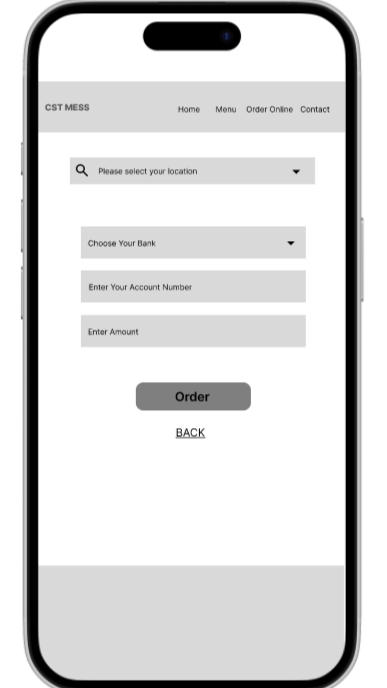 CST MESS Home Menu Order Online Contact
Please select your location
Choose Your Bank
Enter Your Account Number
Enter Amount
Order
BACK